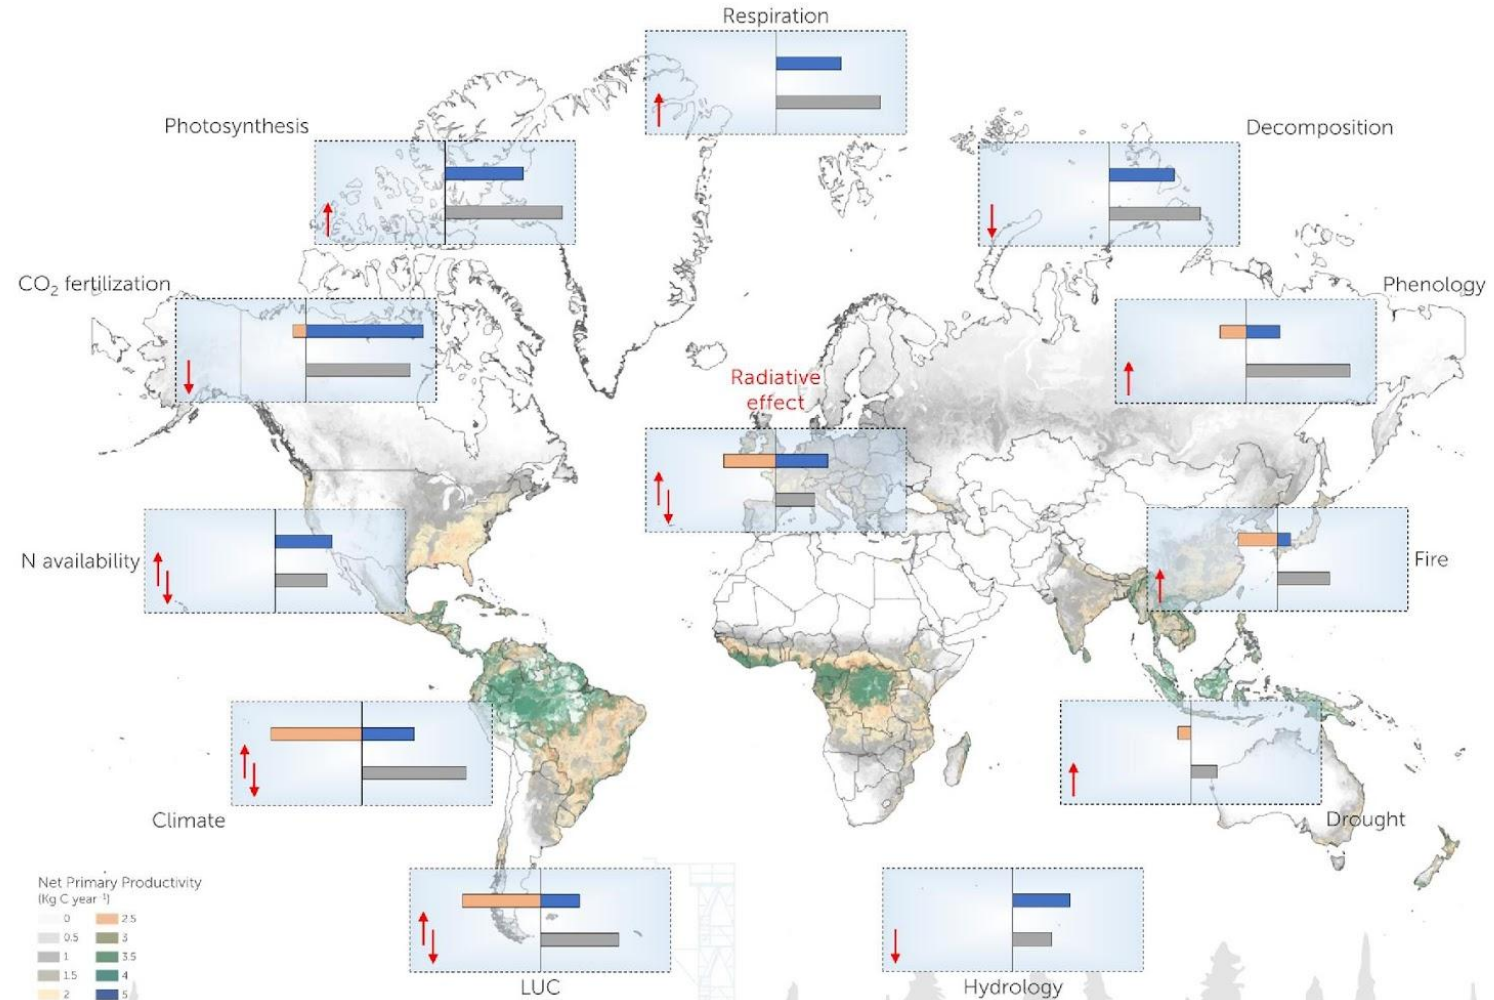 Respiration
Photosynthesis
Decomposition
CO₂ fertilization
Phenology
Radiative
effect
N availability
Fire
Climate
Drought
Net Primary Productivity
(Kg C year⁻¹)
0 2.5
0.5 3
1 3.5
1.5 4
2 5
LUC
Hydrology